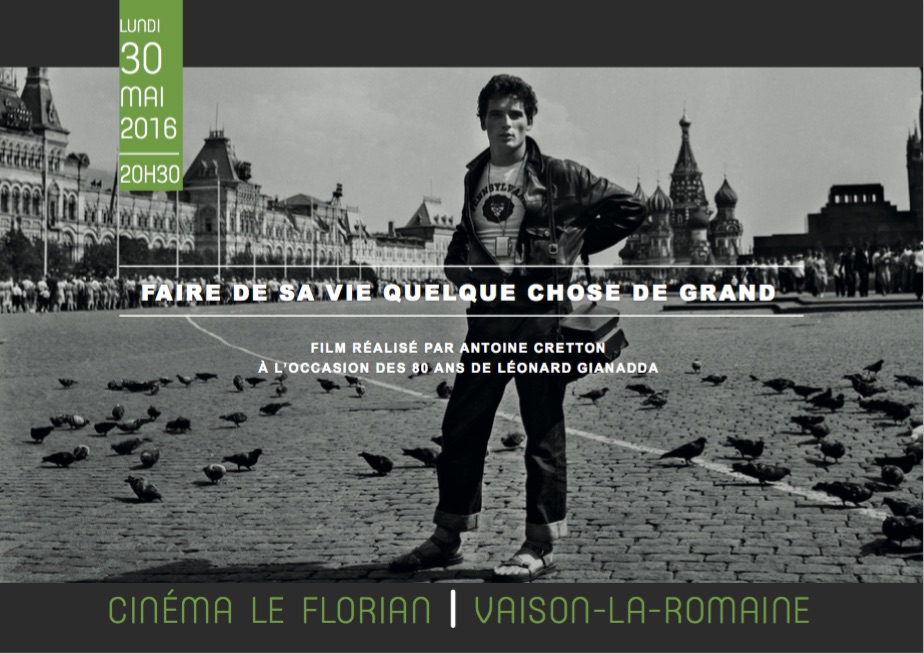 LUNDI
30
MAI
2016
20H30
FAIRE DE SA VIE QUELQUE CHOSE DE GRAND
FILM RÉALISÉ PAR ANTOINE CRETTON
À L'OCCASION DES 80 ANS DE LÉONARD GIANADDA
CINÉMA LE FLORIAN | VAISON-LA-ROMAINE